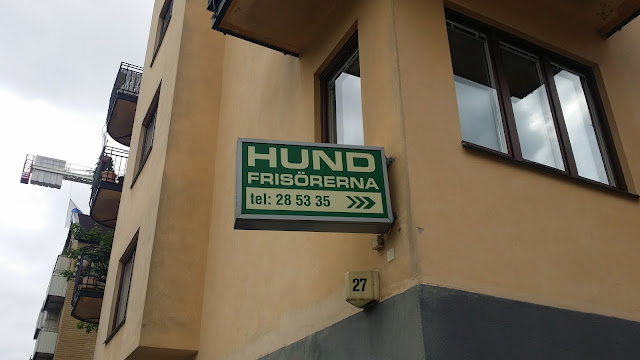 HUND
FRISÖRERNA
tel: 28 53 35 >>>
27